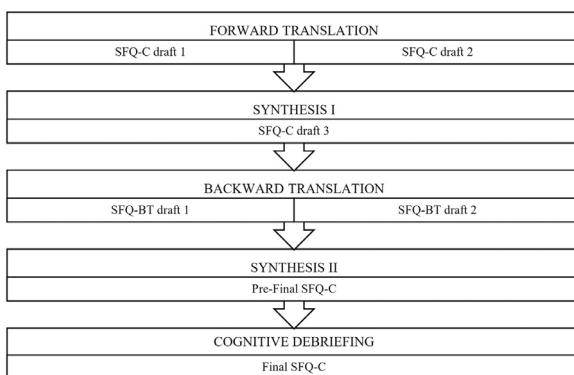 FORWARD TRANSLATION
SFQ-C draft 1 SFQ-C draft 2
SYNTHESIS I
SFQ-C draft 3
BACKWARD TRANSLATION
SFQ-BT draft 1 SFQ-BT draft 2
SYNTHESIS II
Pre-Final SFQ-C
COGNITIVE DEBRIEFING
Final SFQ-C